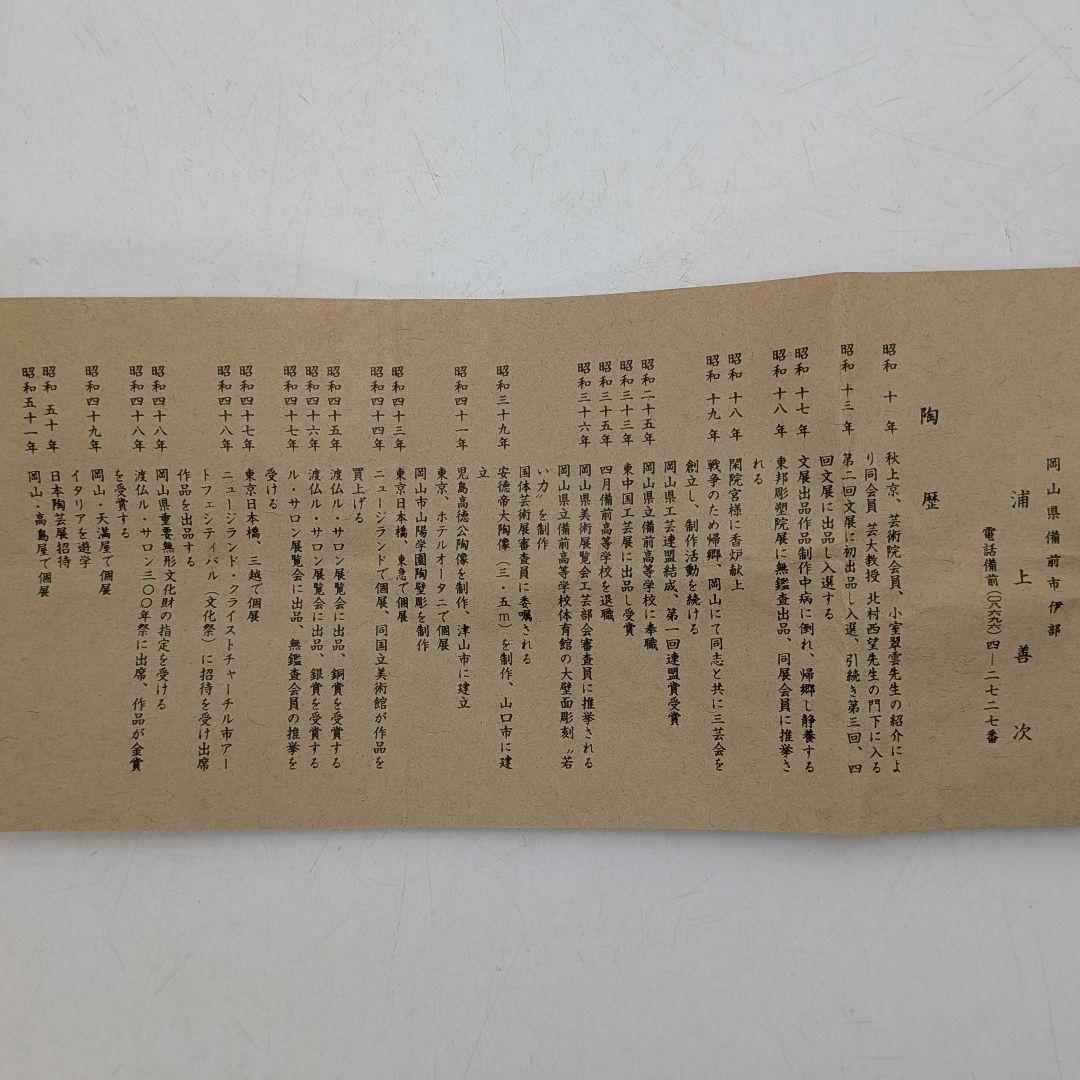 岡山県備前市伊部
浦上善次
電話備前(〇八六九六)四―二七二七番
陶歴
昭和十年 秋上京、芸術院会員、小室翠雲先生の紹介によ
り同会員 芸大教授 北村西望先生の門下に入る
昭和十三年 第二回文展に初出品し入選、引続き第三回、四
回文展に出品し入選する
昭和十七年 文展出品作品制作中病に倒れ、帰郷し静養する
昭和十八年 東邦彫塑院展に無鑑査出品、同展会員に推挙さ
れる
昭和十八年 閑院宮様に香炉献上
昭和十九年 戦争のため帰郷、岡山にて同志と共に三芸会を
創立し、制作活動を続ける
岡山県工芸連盟結成、第一回連盟賞受賞
昭和二十五年 岡山県立備前高等学校に奉職
昭和三十三年 東中国工芸展に出品し受賞
昭和三十五年 四月備前高等学校を退職
昭和三十六年 岡山県美術展覧会工芸部会審査員に推挙される
岡山県立備前高等学校体育館の大壁面彫刻〝若
い力〟を制作
国体芸術展審査員に委嘱される
昭和三十九年 安徳帝大陶像(三・五m)を制作、山口市に建
立
昭和四十一年 児島高徳公陶像を制作、津山市に建立
東京、ホテルオータニで個展
岡山市山陽学園陶壁彫を制作
昭和四十三年 東京日本橋、東急で個展
昭和四十四年 ニュージランドで個展、同国立美術館が作品を
買上げる
昭和四十五年 渡仏ル・サロン展覧会に出品、銅賞を受賞する
昭和四十六年 渡仏ル・サロン展覧会に出品、銀賞を受賞する
昭和四十七年 ル・サロン展覧会に出品、無鑑査会員の推挙を
受ける
昭和四十七年 東京日本橋、三越で個展
昭和四十八年 ニュージランド・クライストチャーチル市アー
トフェシティバル(文化祭)に招待を受け出席
作品を出品する
昭和四十八年 岡山県重要無形文化財の指定を受ける
昭和四十八年 渡仏ル・サロン三〇〇年祭に出席、作品が金賞
を受賞する
昭和四十九年 岡山・天満屋で個展
イタリアを遊学
昭和五十年 日本陶芸展招待
昭和五十一年 岡山・高島屋で個展